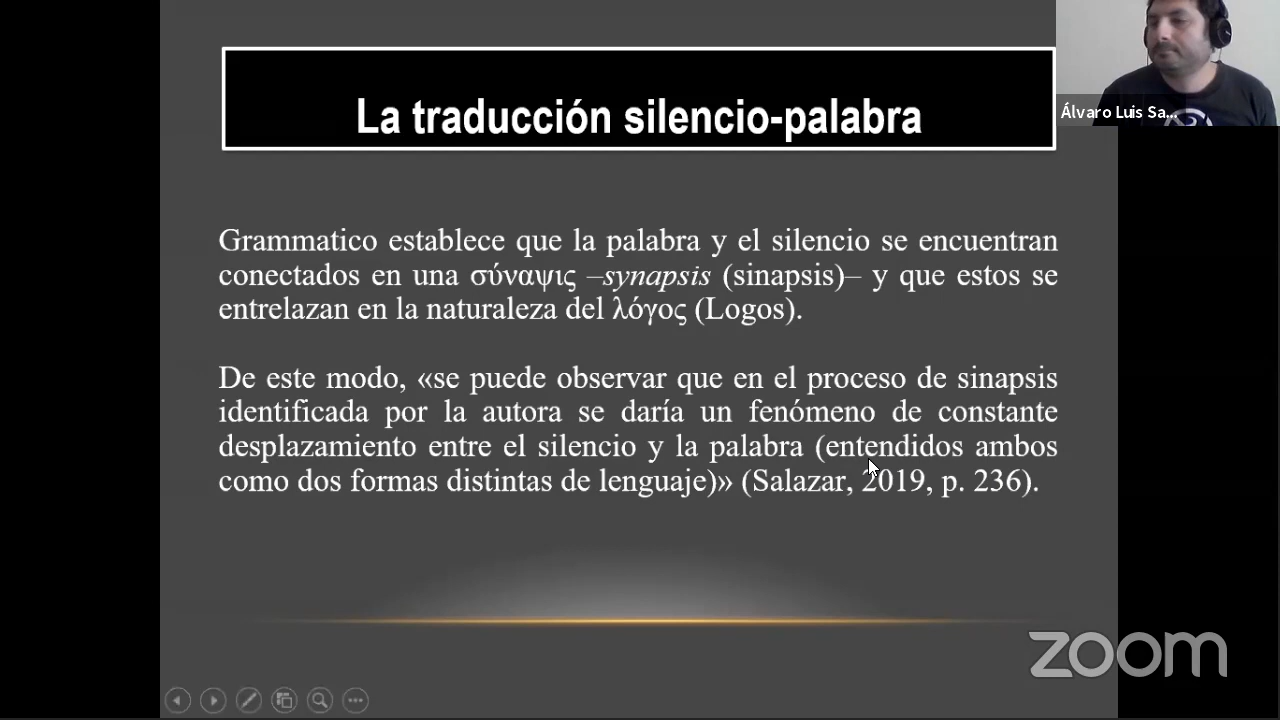 La traducción silencio-palabra
Álvaro Luis Sa...
Grammatico establece que la palabra y el silencio se encuentran
conectados en una σύναψις –synapsis (sinapsis)– y que estos se
entrelazan en la naturaleza del λόγος (Logos).
De este modo, «se puede observar que en el proceso de sinapsis
identificada por la autora se daría un fenómeno de constante
desplazamiento entre el silencio y la palabra (entendidos ambos
como dos formas distintas de lenguaje)» (Salazar, 2019, p. 236).
zoom